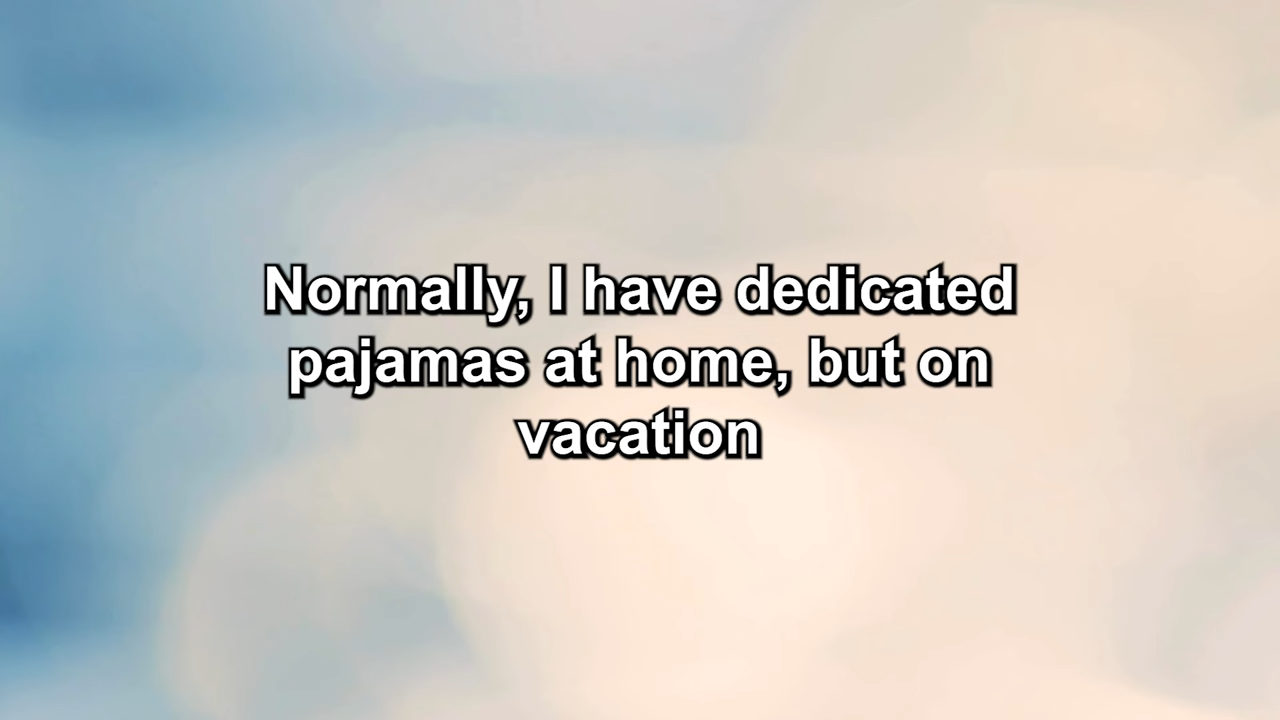 Normally, I have dedicated
pajamas at home, but on
vacation